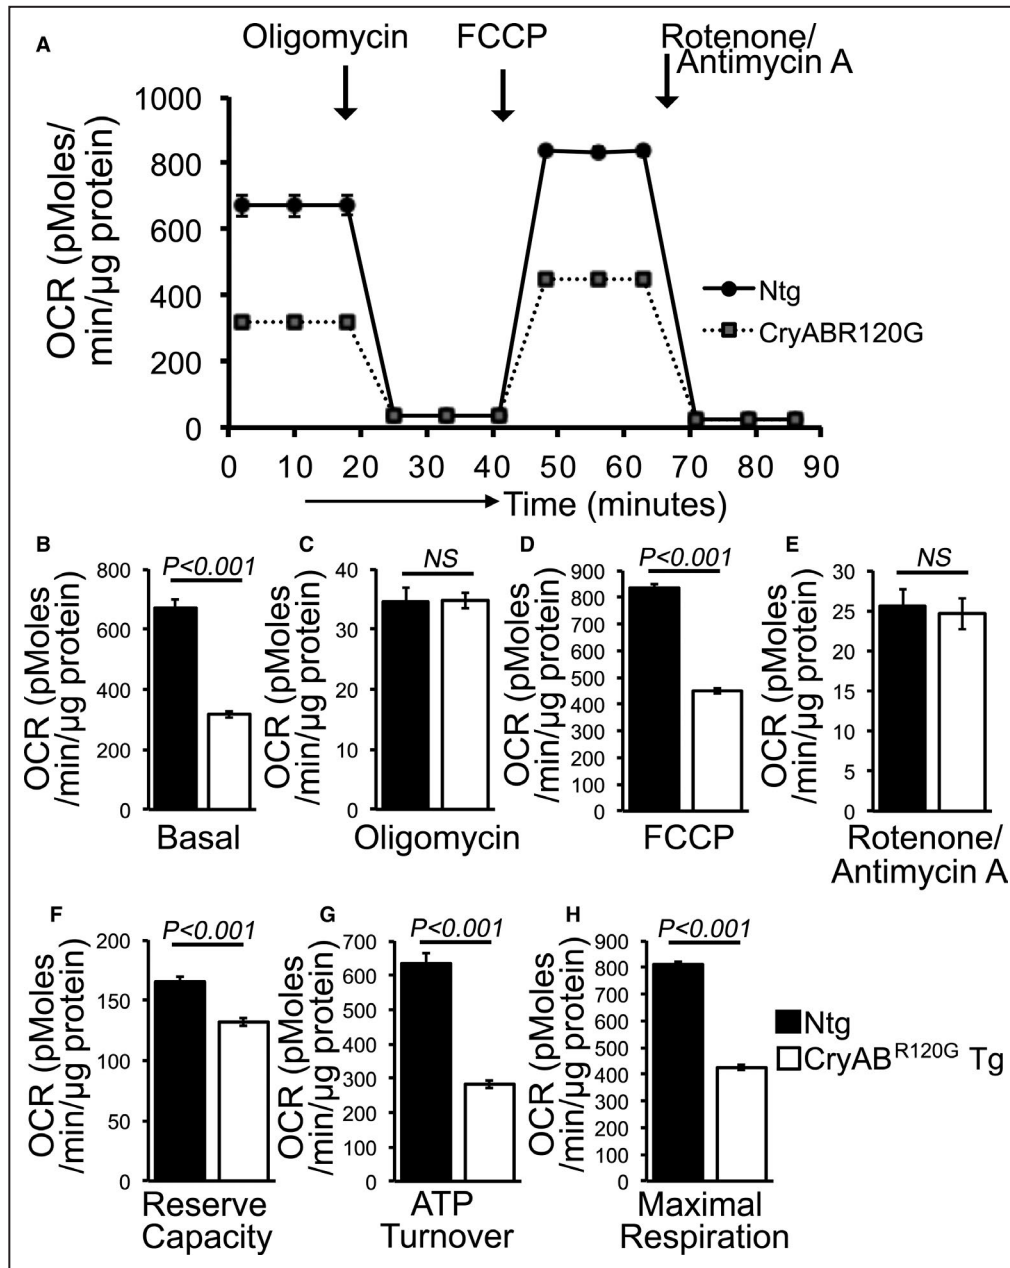 A
Oligomycin
FCCP
Rotenone/
Antimycin A
OCR (pMoles/
min/µg protein)
1000
800
600
400
200
0
Ntg
CryABR120G
0 10 20 30 40 50 60 70 80 90
Time (minutes)
B
P<0.001
OCR (pMoles
/min/µg protein)
800
600
400
200
0
Basal
C
NS
OCR (pMoles
/min/µg protein)
40
30
20
10
0
Oligomycin
D
P<0.001
OCR (pMoles
/min/µg protein)
900
800
700
600
500
400
300
200
100
0
FCCP
E
NS
OCR (pMoles
/min/µg protein)
30
25
20
15
10
5
0
Rotenone/
Antimycin A
F
P<0.001
OCR (pMoles
/min/µg protein)
200
150
100
50
0
Reserve
Capacity
G
P<0.001
OCR (pMoles
/min/µg protein)
700
600
500
400
300
200
100
0
ATP
Turnover
H
P<0.001
OCR (pMoles
/min/µg protein)
900
800
700
600
500
400
300
200
100
0
Maximal
Respiration
Ntg
CryABR120G Tg